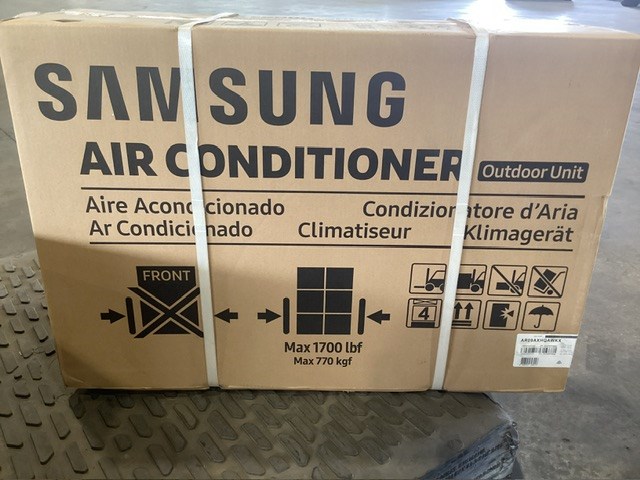 SAMSUNG
AIR CONDITIONER Outdoor Unit
Aire Acondicionado Condizionatore d'Aria
Ar Condicionado Climatiseur Klimagerät
FRONT
4
Max 1700 lbf
Max 770 kgf